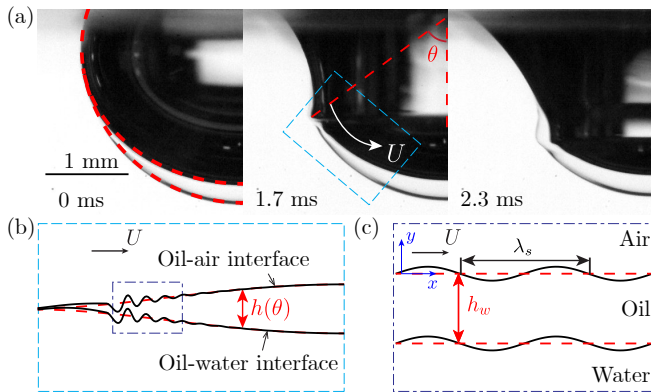 (a)
θ
1 mm
U
0 ms
1.7 ms
2.3 ms
(b)
U
Oil-air interface
h(θ)
Oil-water interface
(c)
y
U
λs
Air
x
hw
Oil
Water